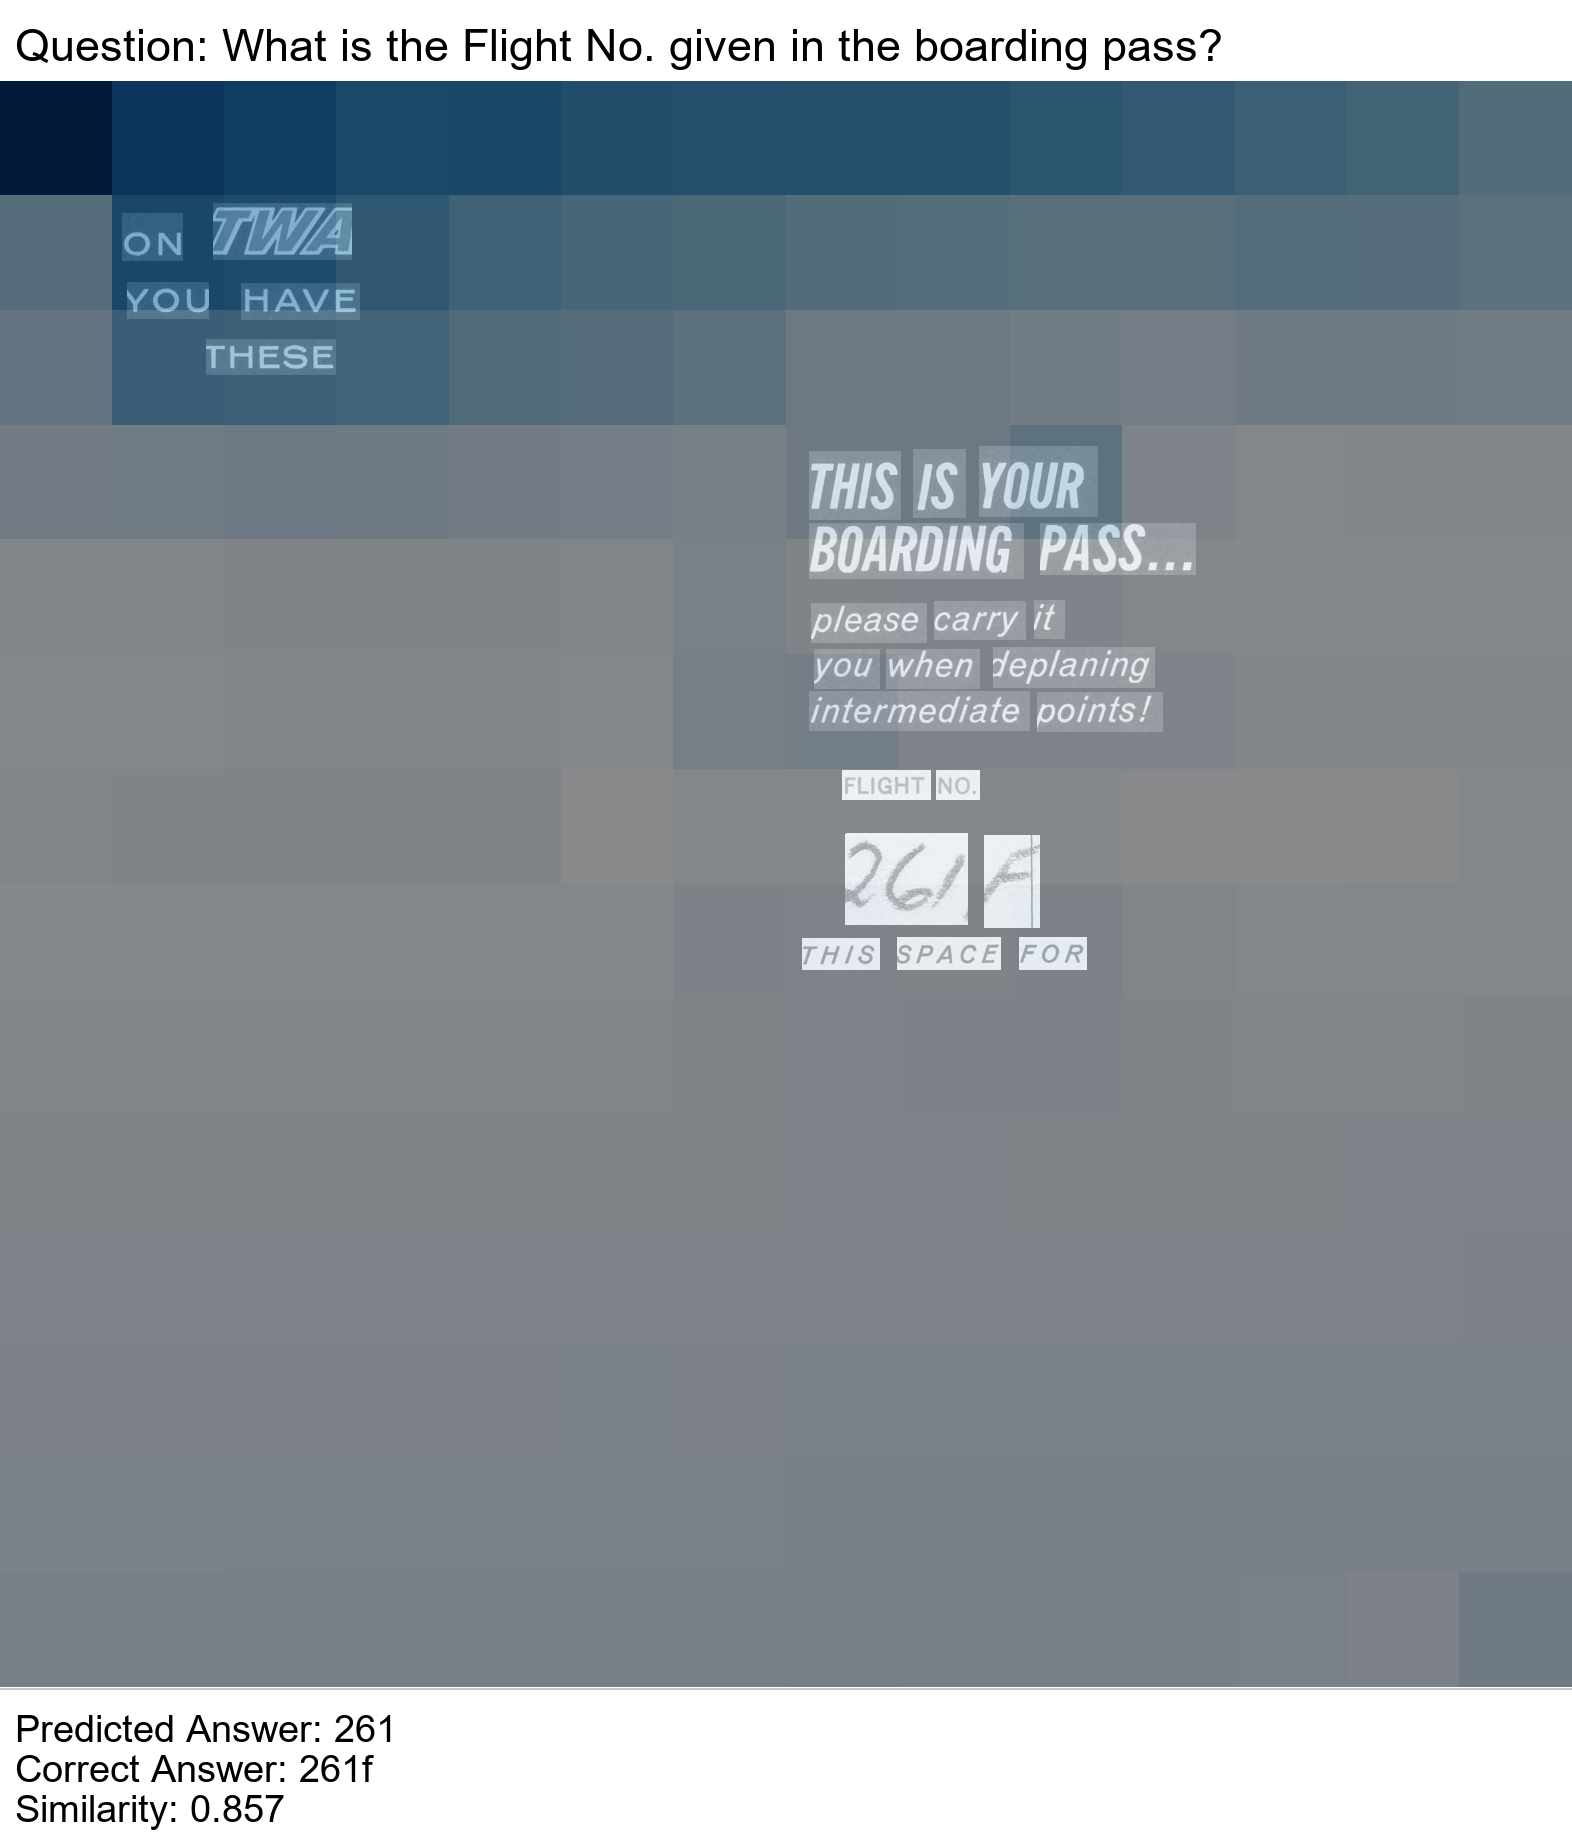 Question: What is the Flight No. given in the boarding pass?
ON TWA
YOU HAVE
THESE
THIS IS YOUR
BOARDING PASS...
please carry it
you when deplaning
intermediate points!
FLIGHT NO.
261 F
THIS SPACE FOR
Predicted Answer: 261
Correct Answer: 261f
Similarity: 0.857